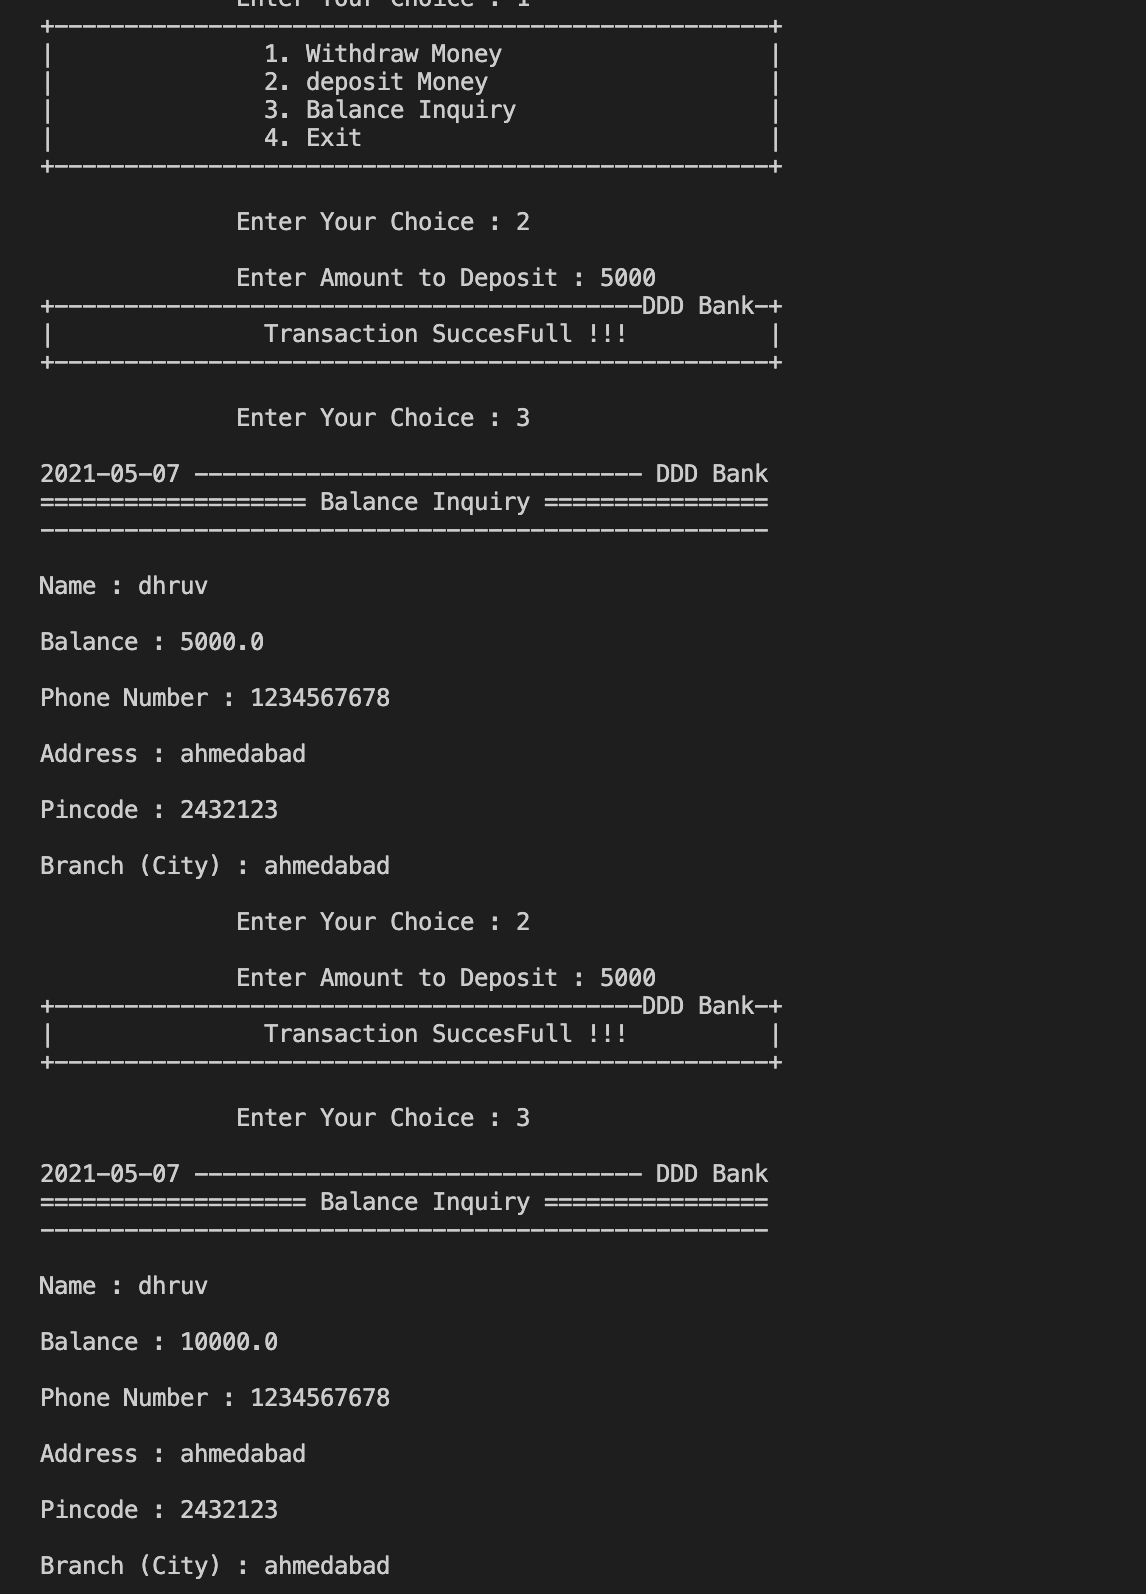 Enter Your Choice : 1
+---------------------------------------------------+
|               1. Withdraw Money                   |
|               2. deposit Money                    |
|               3. Balance Inquiry                  |
|               4. Exit                             |
+---------------------------------------------------+
Enter Your Choice : 2
Enter Amount to Deposit : 5000
+------------------------------------------DDD Bank-+
|               Transaction SuccesFull !!!          |
+---------------------------------------------------+
Enter Your Choice : 3
2021-05-07 -------------------------------- DDD Bank
=================== Balance Inquiry ================
----------------------------------------------------
Name : dhruv
Balance : 5000.0
Phone Number : 1234567678
Address : ahmedabad
Pincode : 2432123
Branch (City) : ahmedabad
Enter Your Choice : 2
Enter Amount to Deposit : 5000
+------------------------------------------DDD Bank-+
|               Transaction SuccesFull !!!          |
+---------------------------------------------------+
Enter Your Choice : 3
2021-05-07 -------------------------------- DDD Bank
=================== Balance Inquiry ================
----------------------------------------------------
Name : dhruv
Balance : 10000.0
Phone Number : 1234567678
Address : ahmedabad
Pincode : 2432123
Branch (City) : ahmedabad